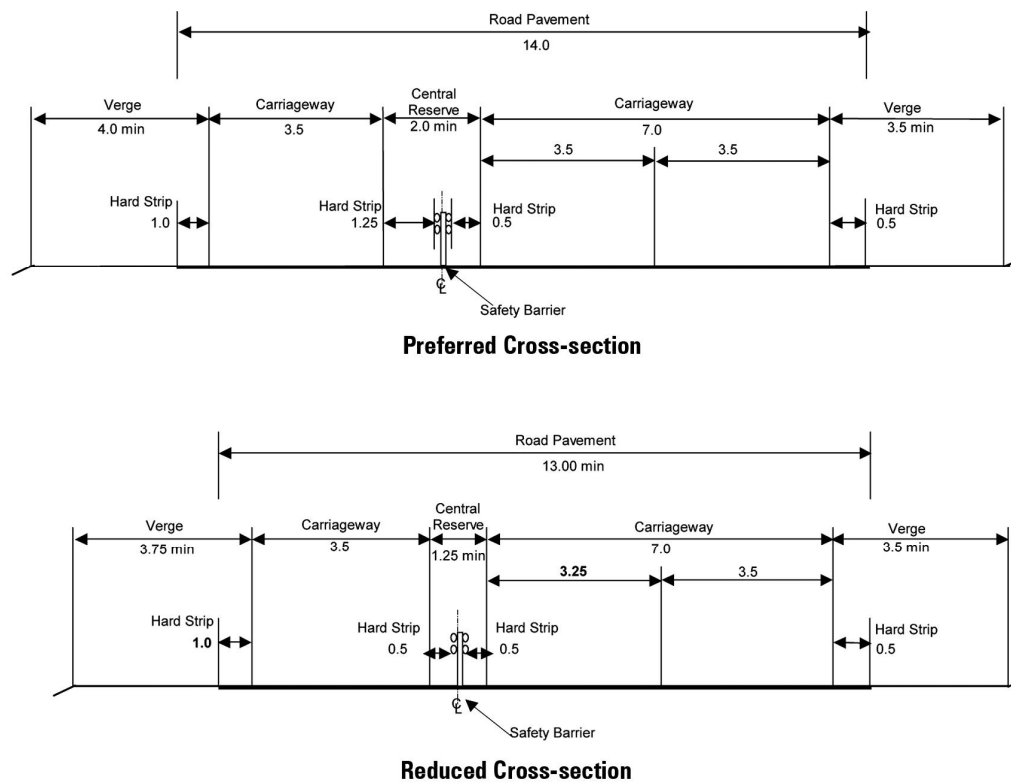 Road Pavement
14.0
Verge
4.0 min
Carriageway
3.5
Central
Reserve
2.0 min
Carriageway
7.0
Verge
3.5 min
3.5
3.5
Hard Strip
1.0
Hard Strip
1.25
Hard Strip
0.5
Hard Strip
0.5
℄
Safety Barrier
Preferred Cross-section
Road Pavement
13.00 min
Verge
3.75 min
Carriageway
3.5
Central
Reserve
1.25 min
Carriageway
7.0
Verge
3.5 min
3.25
3.5
Hard Strip
1.0
Hard Strip
0.5
Hard Strip
0.5
Hard Strip
0.5
℄
Safety Barrier
Reduced Cross-section